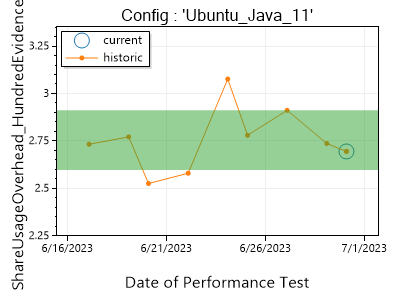 Config : 'Ubuntu_Java_11'
ShareUsageOverhead_HundredEvidence
current
historic
3.25
3
2.75
2.5
2.25
6/16/2023
6/21/2023
6/26/2023
7/1/2023
Date of Performance Test